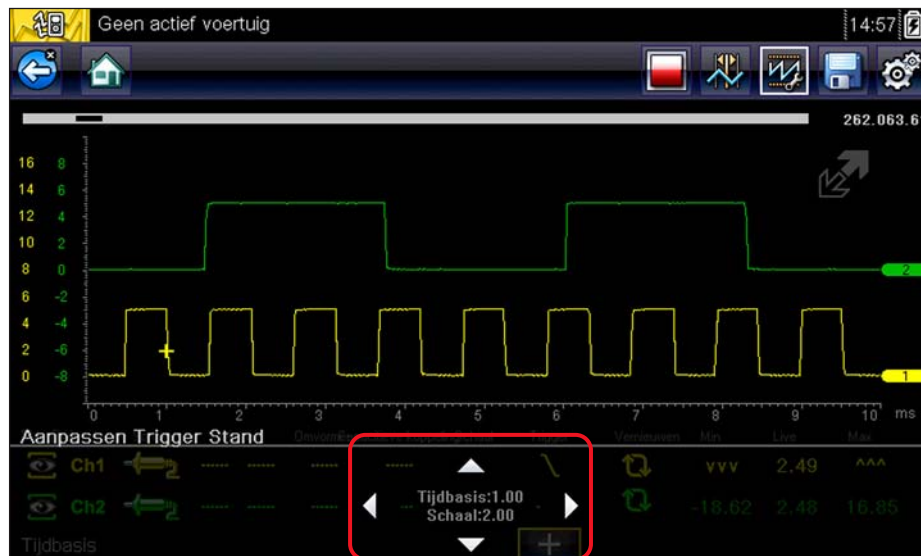 Geen actief voertuig
14:57
262.063.6
16 8
14 6
12 4
10 2
8 0
6 -2
4 -4
2 -6
0 -8
2
1
0 1 2 3 4 5 6 7 8 9 10 ms
Aanpassen Trigger Stand
Vernieuwen Min Live Max
Ch1 ----- ----- ----- ----- vvv 2.49 ^^^
Tijdbasis:1.00
Ch2 ----- ----- ----- -18.62 2.48 16.85
Schaal:2.00
Tijdbasis